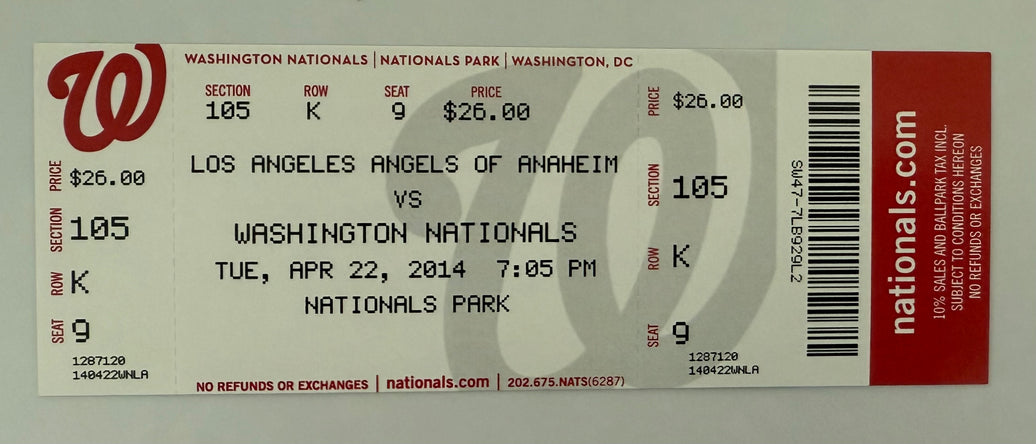 W
PRICE $26.00
SECTION 105
ROW K
SEAT 9
1287120
140422WNLA
WASHINGTON NATIONALS | NATIONALS PARK | WASHINGTON, DC
SECTION ROW SEAT PRICE
105 K 9 $26.00
LOS ANGELES ANGELS OF ANAHEIM
VS
WASHINGTON NATIONALS
TUE, APR 22, 2014 7:05 PM
NATIONALS PARK
NO REFUNDS OR EXCHANGES | nationals.com | 202.675.NATS(6287)
PRICE $26.00
SECTION 105
ROW K
SEAT 9
1287120
140422WNLA
SW47-7LB929L2
nationals.com
10% SALES AND BALLPARK TAX INCL.
SUBJECT TO CONDITIONS HEREON
NO REFUNDS OR EXCHANGES